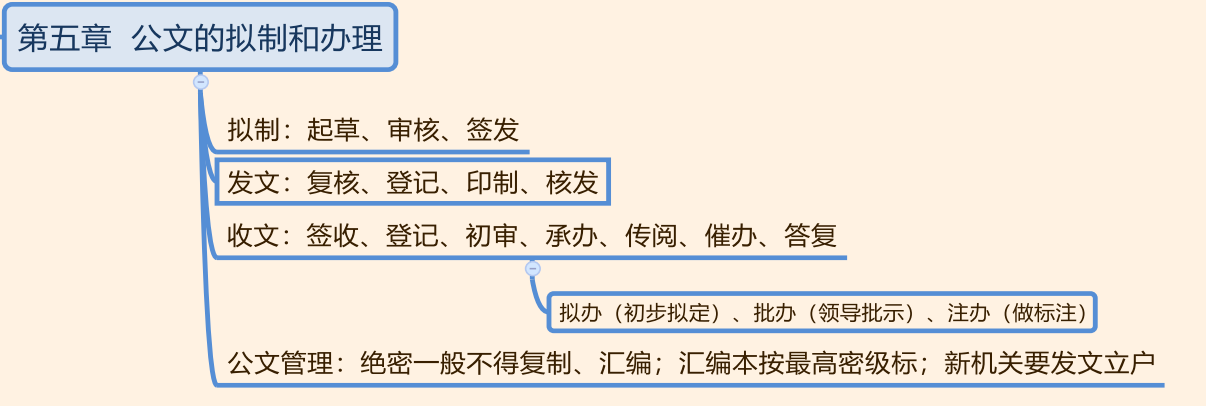 第五章 公文的拟制和办理
拟制：起草、审核、签发
发文：复核、登记、印制、核发
收文：签收、登记、初审、承办、传阅、催办、答复
拟办（初步拟定）、批办（领导批示）、注办（做标注）
公文管理：绝密一般不得复制、汇编；汇编本按最高密级标；新机关要发文立户